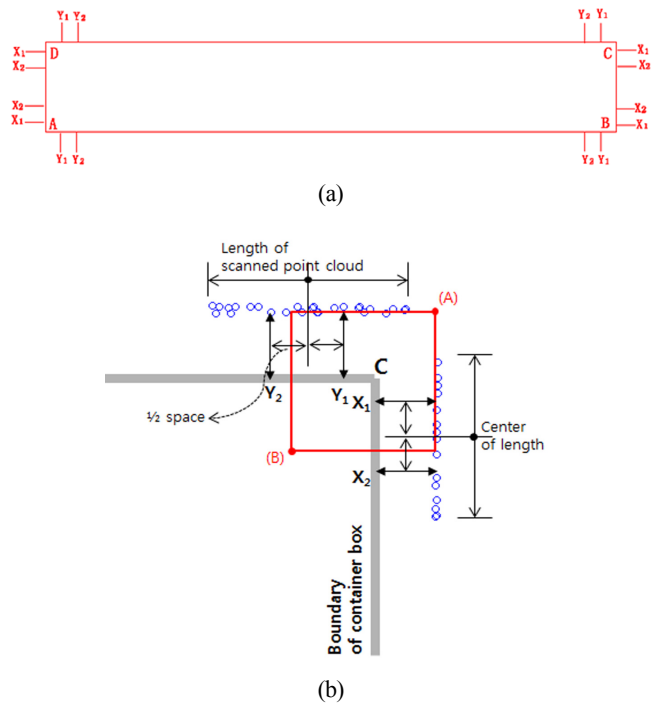 Y₁ Y₂ Y₂ Y₁
X₁ D C X₁
X₂ X₂
X₂ X₂
X₁ A B X₁
Y₁ Y₂ Y₂ Y₁
(a)
Length of
scanned point cloud
(A)
C
Y₂ Y₁
X₁
½ space
Center
of length
(B)
X₂
Boundary
of container box
(b)